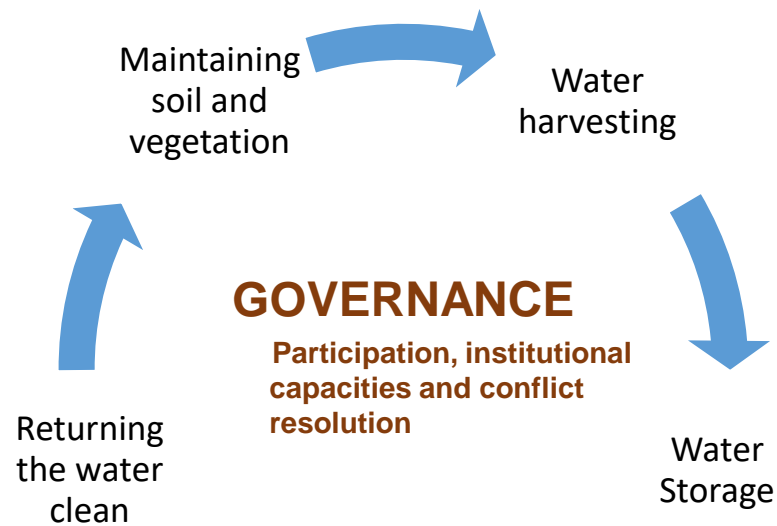 Maintaining
soil and
vegetation
Water
harvesting
GOVERNANCE
Participation, institutional
capacities and conflict
resolution
Returning
the water
clean
Water
Storage